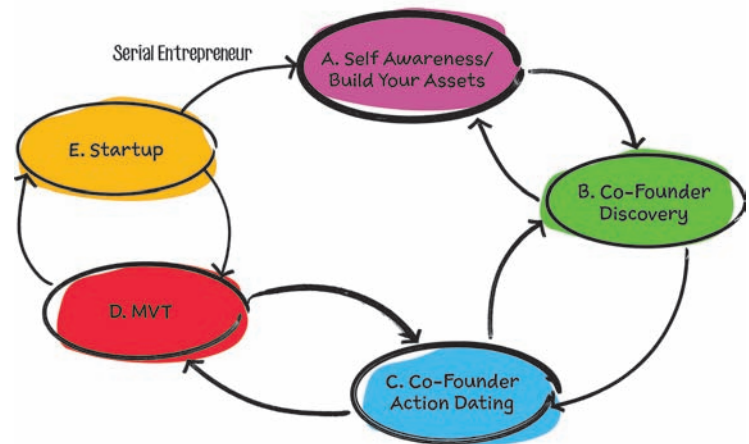 Serial Entrepreneur
A. Self Awareness/
Build Your Assets
E. Startup
B. Co-Founder
Discovery
D. MVT
C. Co-Founder
Action Dating